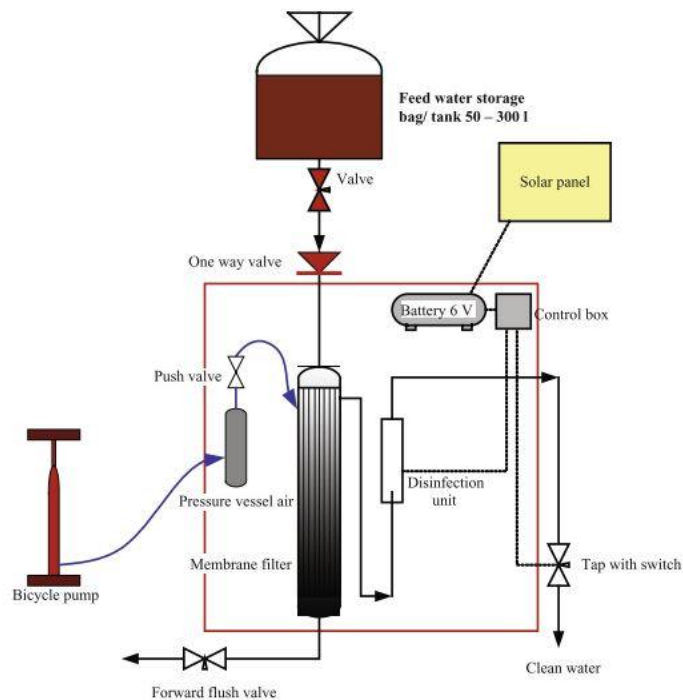 Feed water storage
bag/ tank 50 – 300 l
Valve
Solar panel
One way valve
Battery 6 V
Control box
Push valve
Disinfection
unit
Pressure vessel air
Membrane filter
Tap with switch
Bicycle pump
Clean water
Forward flush valve